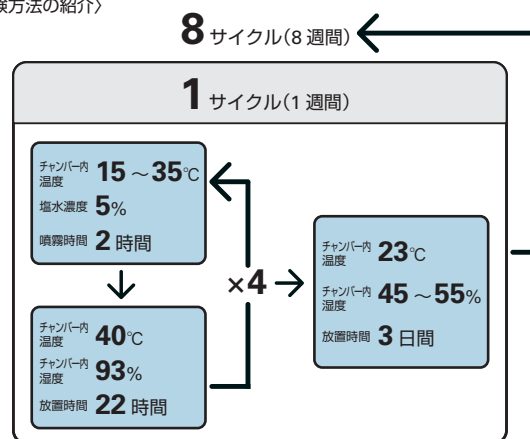 験方法の紹介〉
8サイクル(8週間)
1サイクル(1週間)
チャンバー内温度 15～35℃
塩水濃度 5%
噴霧時間 2時間
チャンバー内温度 40℃
チャンバー内湿度 93%
放置時間 22時間
×4
チャンバー内温度 23℃
チャンバー内湿度 45～55%
放置時間 3日間